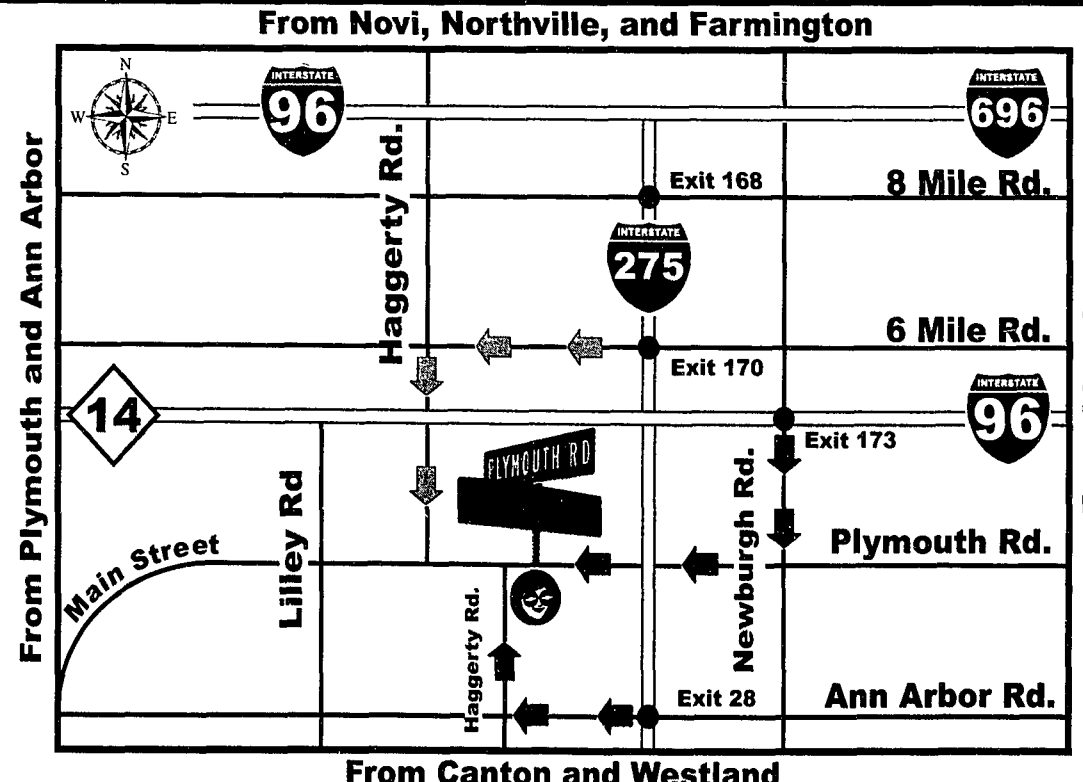 From Novi, Northville, and Farmington
From Plymouth and Ann Arbor
N
W
E
S
INTERSTATE
96
INTERSTATE
696
Haggerty Rd.
Exit 168
8 Mile Rd.
INTERSTATE
275
6 Mile Rd.
Exit 170
14
INTERSTATE
96
Exit 173
PLYMOUTH RD
Newburgh Rd.
Plymouth Rd.
Main Street
Lilley Rd
Haggerty Rd.
Exit 28
Ann Arbor Rd.
From Canton and Westland